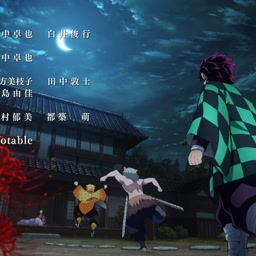 中 卓 也　白 井 俊 行
中 卓 也
方 美 枝 子　田 中 敦 士
島 由 佳
村 郁 美　都 築　萌
otable